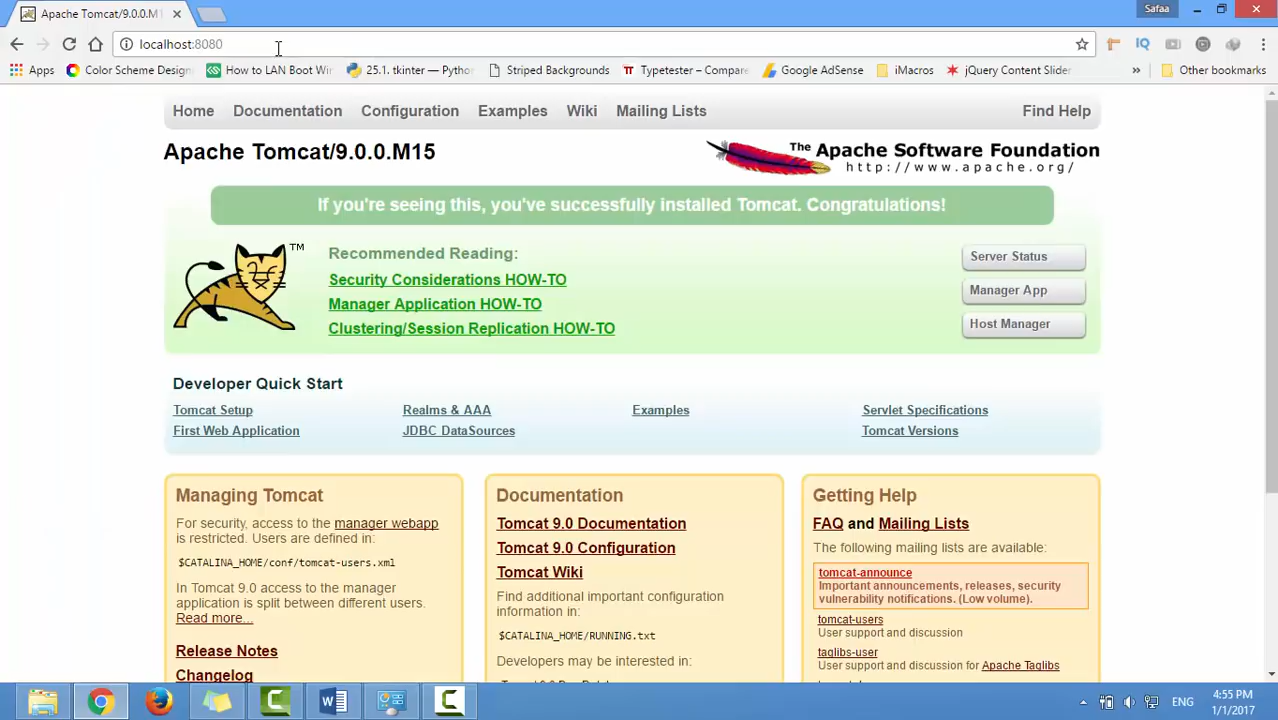 Apache Tomcat/9.0.0.M1
Safaa
localhost:8080
Apps
Color Scheme Design
How to LAN Boot Win
25.1. tkinter — Pytho
Striped Backgrounds
Typetester – Compare
Google AdSense
iMacros
jQuery Content Slider
»
Other bookmarks
Home
Documentation
Configuration
Examples
Wiki
Mailing Lists
Find Help
Apache Tomcat/9.0.0.M15
The Apache Software Foundation
http://www.apache.org/
If you're seeing this, you've successfully installed Tomcat. Congratulations!
TM
Recommended Reading:
Security Considerations HOW-TO
Manager Application HOW-TO
Clustering/Session Replication HOW-TO
Server Status
Manager App
Host Manager
Developer Quick Start
Tomcat Setup
First Web Application
Realms & AAA
JDBC DataSources
Examples
Servlet Specifications
Tomcat Versions
Managing Tomcat
For security, access to the manager webapp
is restricted. Users are defined in:
$CATALINA_HOME/conf/tomcat-users.xml
In Tomcat 9.0 access to the manager
application is split between different users.
Read more...
Release Notes
Changelog
Documentation
Tomcat 9.0 Documentation
Tomcat 9.0 Configuration
Tomcat Wiki
Find additional important configuration
information in:
$CATALINA_HOME/RUNNING.txt
Developers may be interested in:
Getting Help
FAQ and Mailing Lists
The following mailing lists are available:
tomcat-announce
Important announcements, releases, security
vulnerability notifications. (Low volume).
tomcat-users
User support and discussion
taglibs-user
User support and discussion for Apache Taglibs
ENG
4:55 PM
1/1/2017